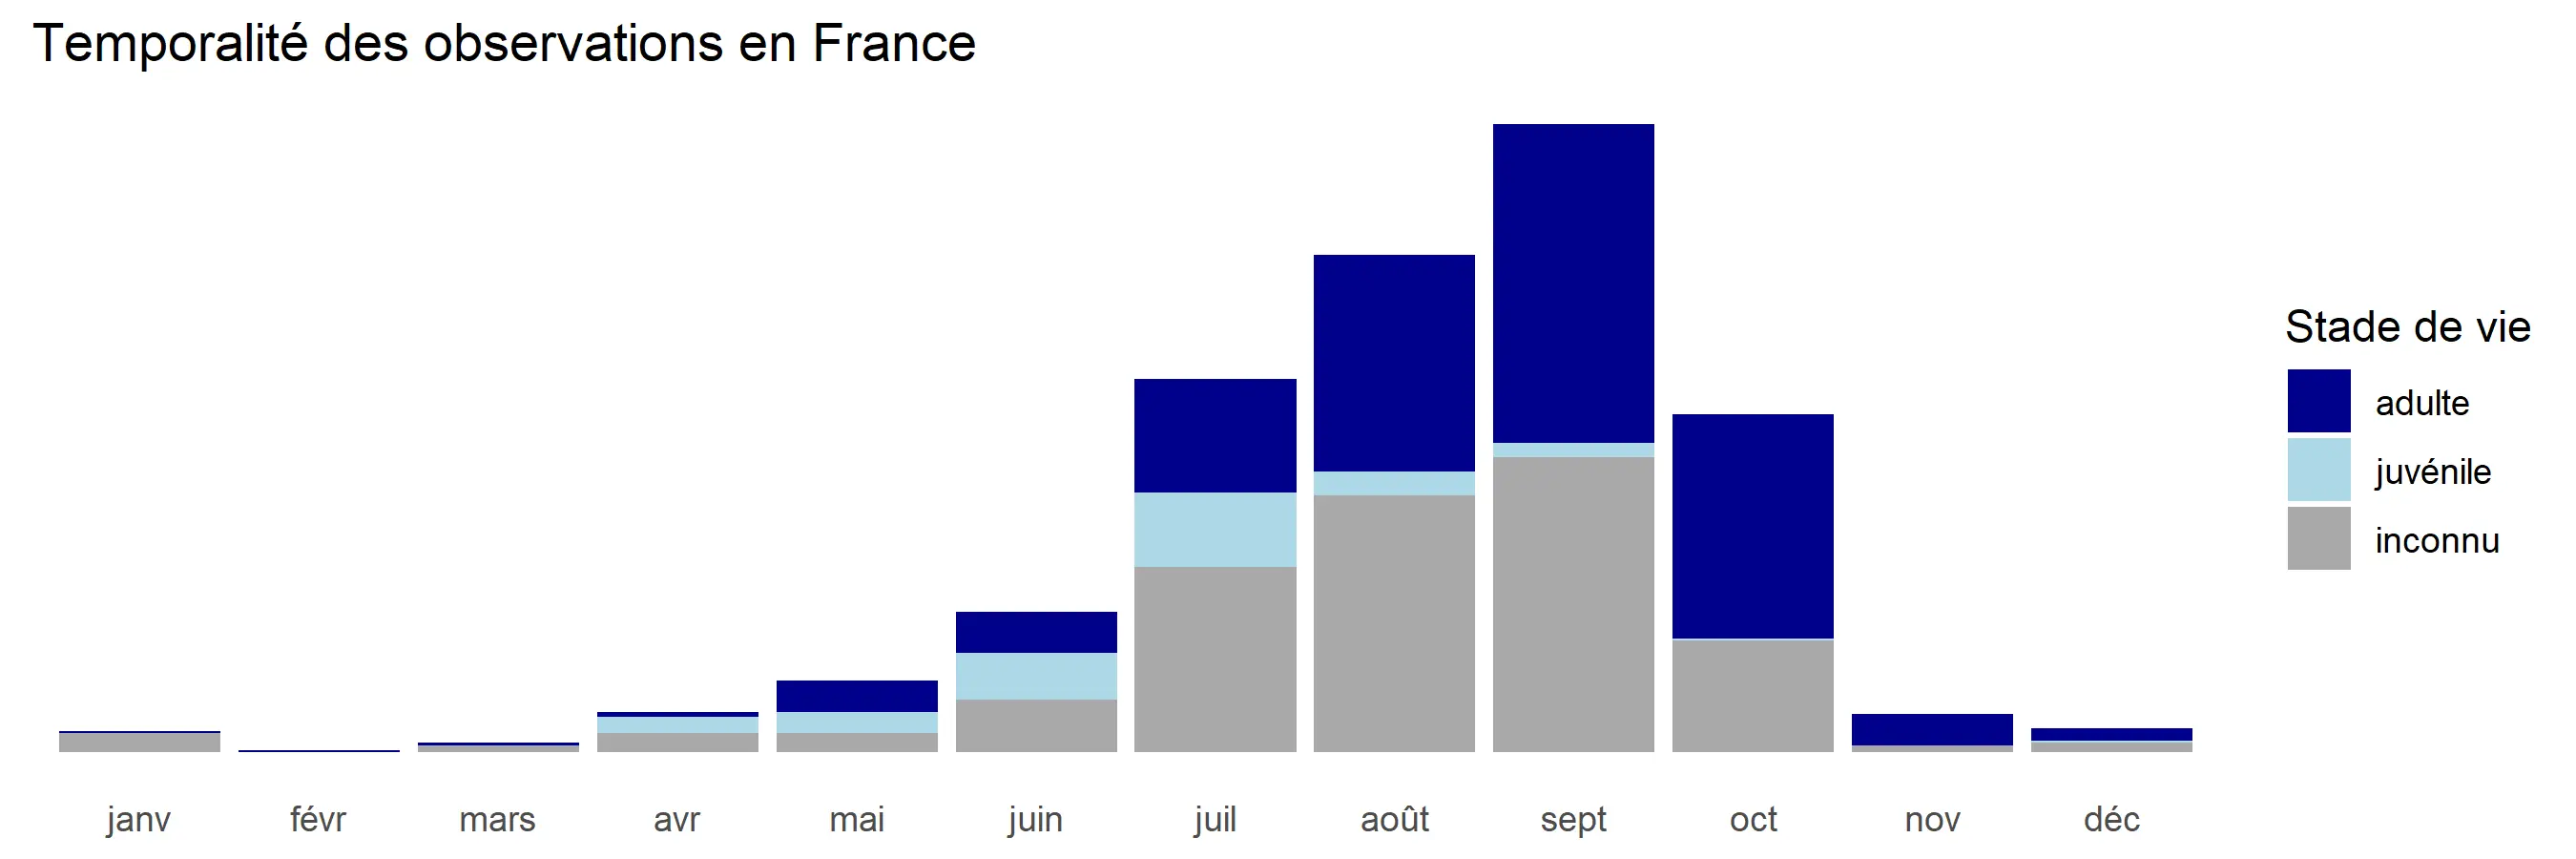 Temporalité des observations en France
Stade de vie
adulte
juvénile
inconnu
janv févr mars avr mai juin juil août sept oct nov déc